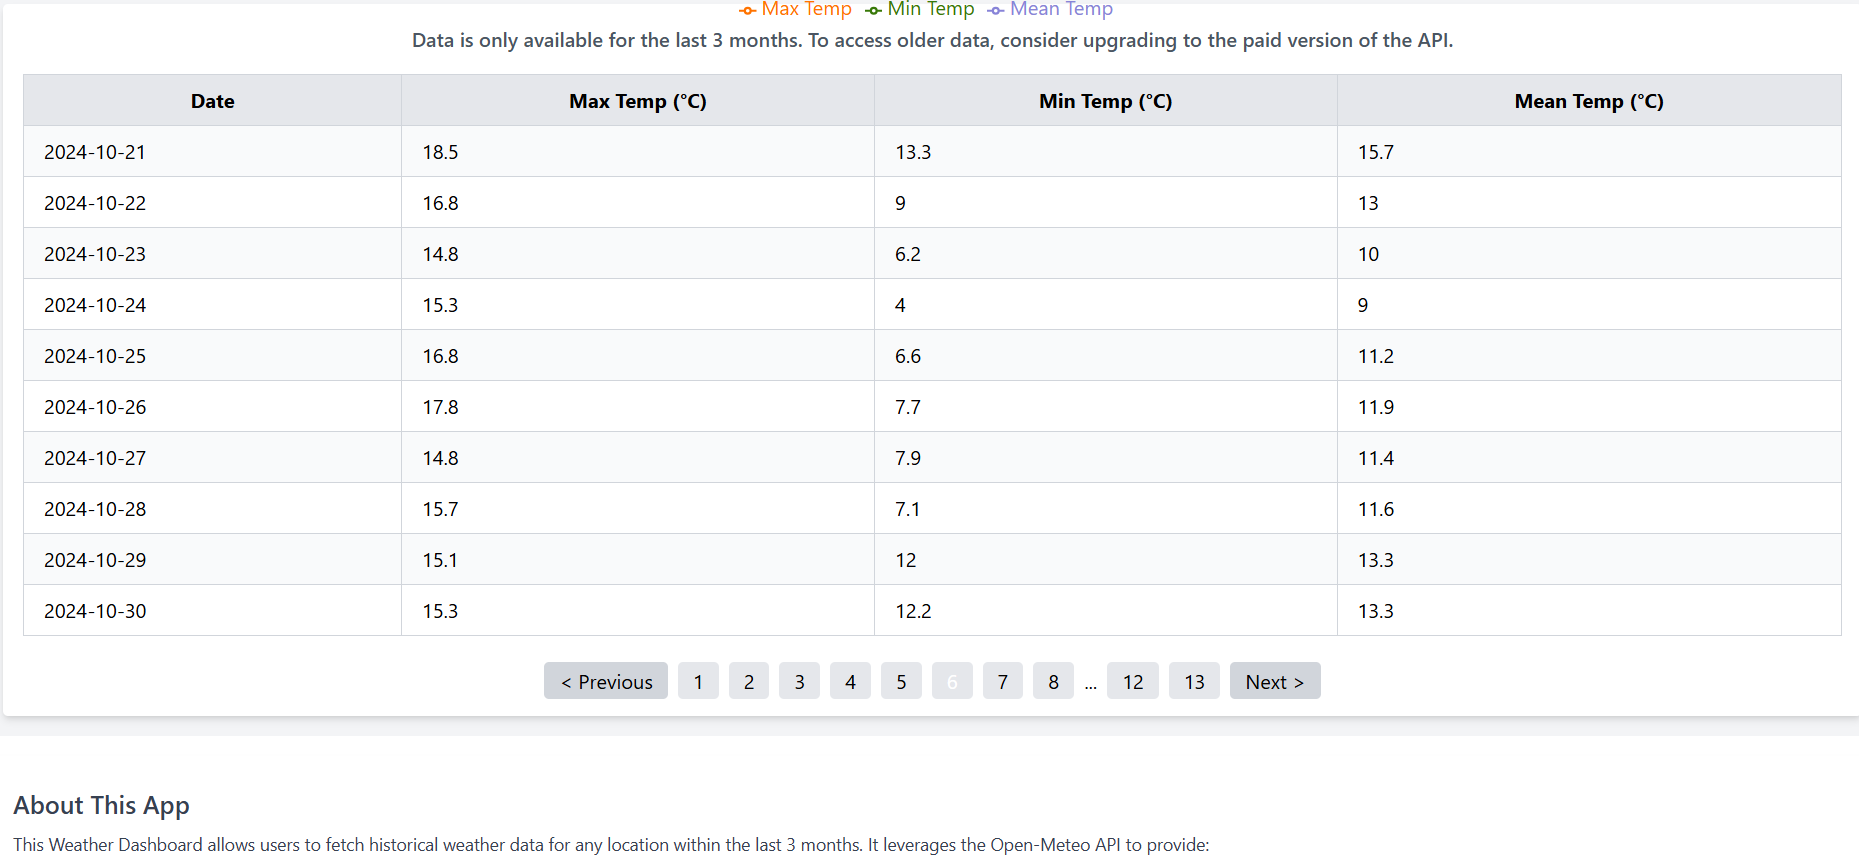 Max Temp Min Temp Mean Temp
Data is only available for the last 3 months. To access older data, consider upgrading to the paid version of the API.
Date Max Temp (°C) Min Temp (°C) Mean Temp (°C)
2024-10-21 18.5 13.3 15.7
2024-10-22 16.8 9 13
2024-10-23 14.8 6.2 10
2024-10-24 15.3 4 9
2024-10-25 16.8 6.6 11.2
2024-10-26 17.8 7.7 11.9
2024-10-27 14.8 7.9 11.4
2024-10-28 15.7 7.1 11.6
2024-10-29 15.1 12 13.3
2024-10-30 15.3 12.2 13.3
< Previous 1 2 3 4 5 6 7 8 ... 12 13 Next >
About This App
This Weather Dashboard allows users to fetch historical weather data for any location within the last 3 months. It leverages the Open-Meteo API to provide: